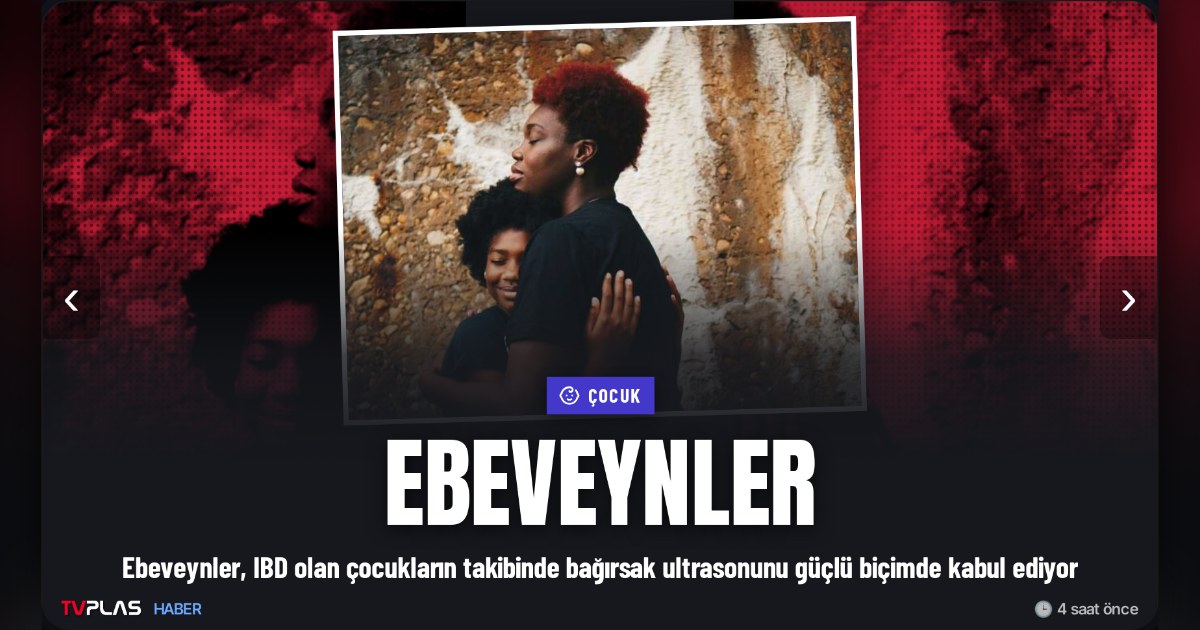 ÇOCUK
EBEVEYNLER
Ebeveynler, IBD olan çocukların takibinde bağırsak ultrasonunu güçlü biçimde kabul ediyor
TVPLAS HABER
4 saat önce